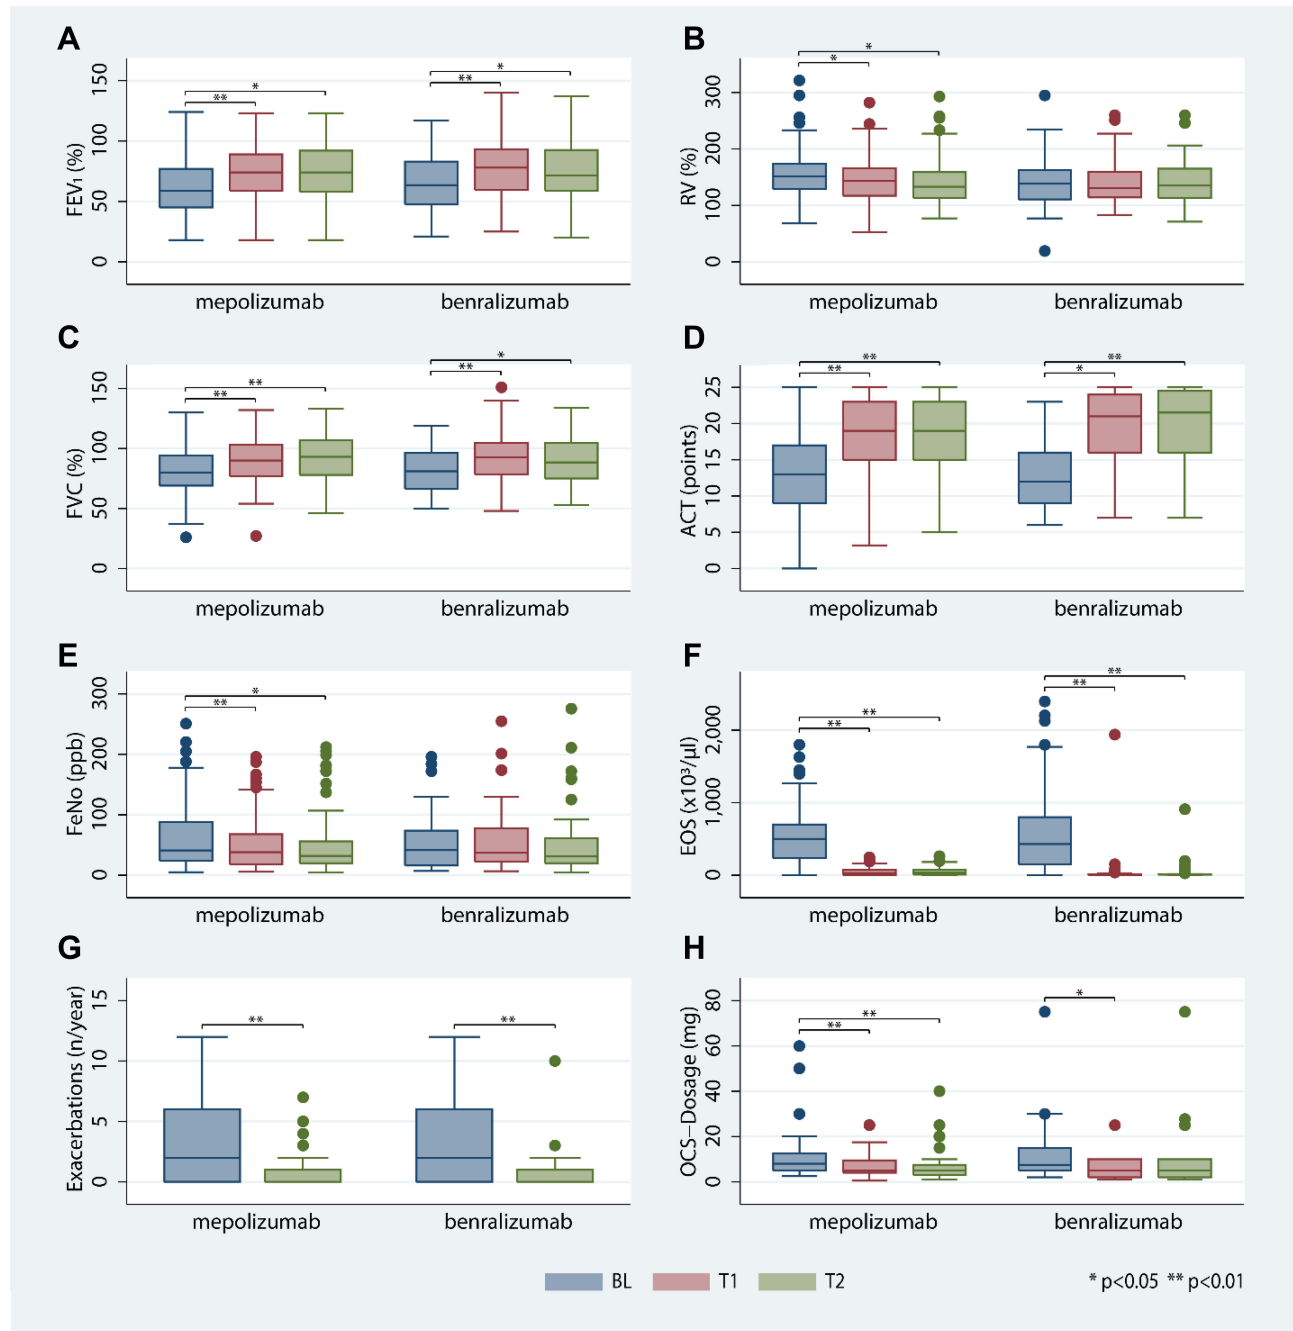 A
FEV₁ (%)
150
100
50
0
**
*
**
*
mepolizumab
benralizumab
B
RV (%)
300
200
100
0
*
*
mepolizumab
benralizumab
C
FVC (%)
150
100
50
0
**
**
**
*
mepolizumab
benralizumab
D
ACT (points)
25
20
15
10
5
0
**
**
*
**
mepolizumab
benralizumab
E
FeNo (ppb)
300
200
100
0
**
*
mepolizumab
benralizumab
F
EOS (x10³/µl)
2,000
1,000
0
**
**
**
**
mepolizumab
benralizumab
G
Exacerbations (n/year)
15
10
5
0
**
**
mepolizumab
benralizumab
H
OCS−Dosage (mg)
80
60
40
20
0
**
**
*
mepolizumab
benralizumab
BL T1 T2
* p<0.05 ** p<0.01